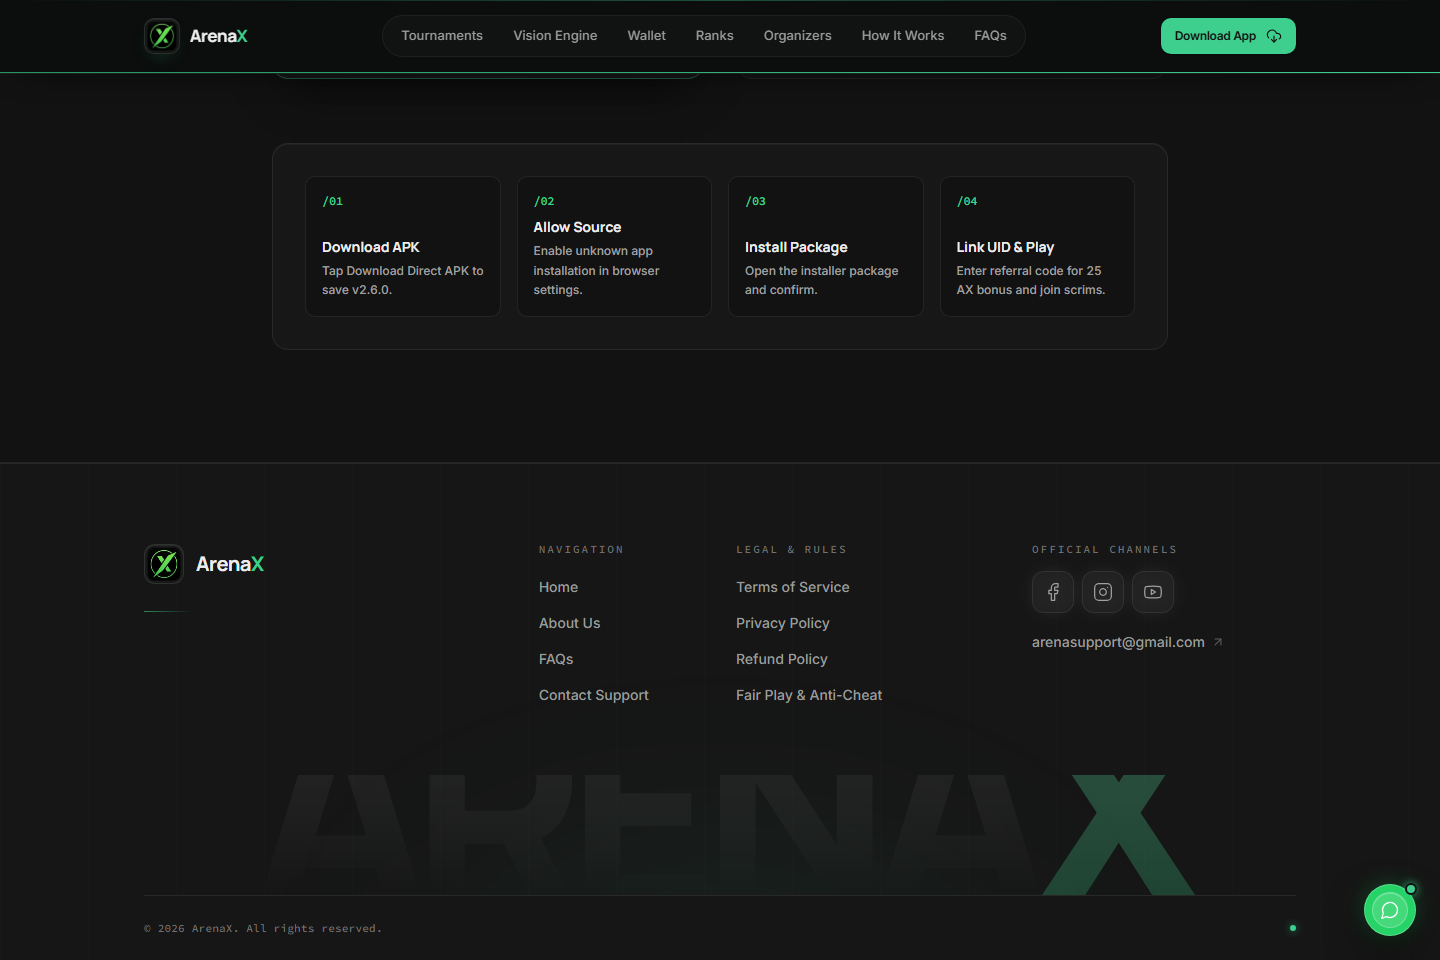 ArenaX
Tournaments
Vision Engine
Wallet
Ranks
Organizers
How It Works
FAQs
Download App
/01
Download APK
Tap Download Direct APK to
save v2.6.0.
/02
Allow Source
Enable unknown app
installation in browser
settings.
/03
Install Package
Open the installer package
and confirm.
/04
Link UID & Play
Enter referral code for 25
AX bonus and join scrims.
ArenaX
NAVIGATION
Home
About Us
FAQs
Contact Support
LEGAL & RULES
Terms of Service
Privacy Policy
Refund Policy
Fair Play & Anti-Cheat
OFFICIAL CHANNELS
arenasupport@gmail.com
ARENAX
© 2026 ArenaX. All rights reserved.